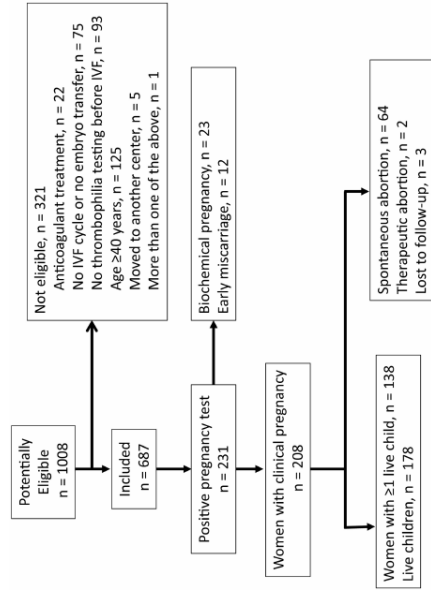 Potentially
Eligible
n = 1008
Not eligible, n = 321
Anticoagulant treatment, n = 22
No IVF cycle or no embryo transfer, n = 75
No thrombophilia testing before IVF, n = 93
Age ≥40 years, n = 125
Moved to another center, n = 5
More than one of the above, n = 1
Included
n = 687
Positive pregnancy test
n = 231
Biochemical pregnancy, n = 23
Early miscarriage, n = 12
Women with clinical pregnancy
n = 208
Women with ≥1 live child, n = 138
Live children, n = 178
Spontaneous abortion, n = 64
Therapeutic abortion, n = 2
Lost to follow-up, n = 3